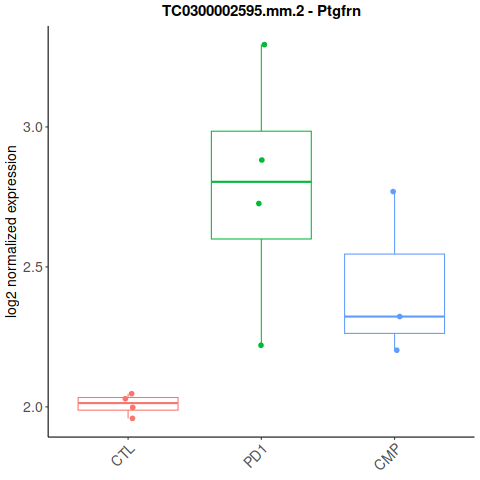 TC0300002595.mm.2 - Ptgfrn
log2 normalized expression
3.0
2.5
2.0
CTL
PD1
CMP